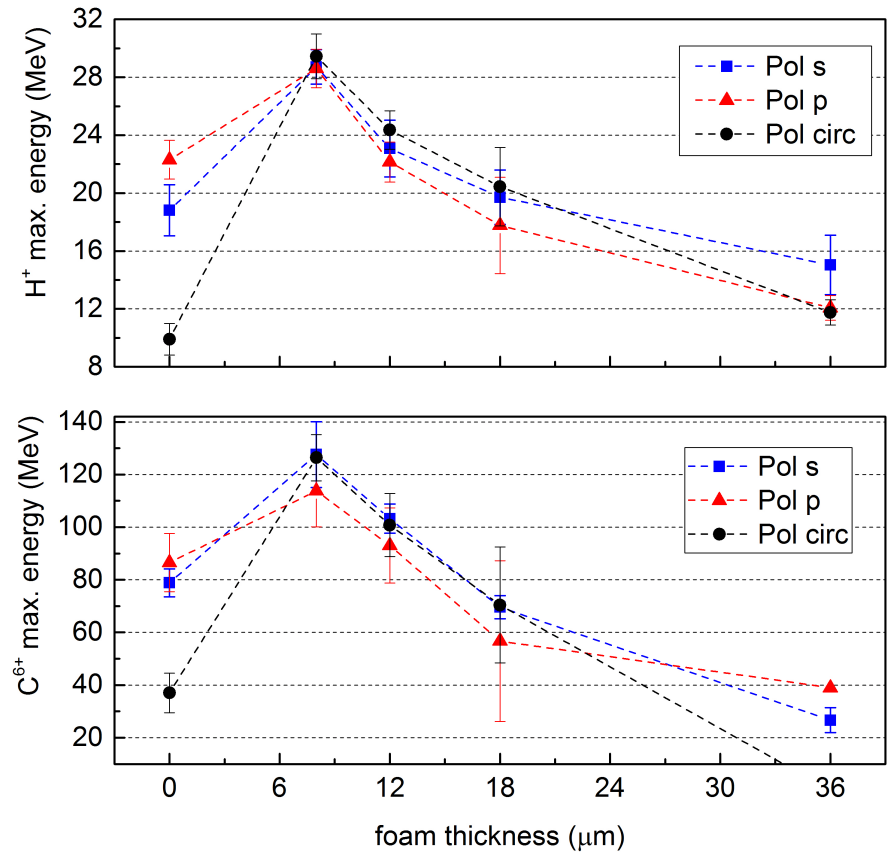 32
28
24
20
16
12
8
H⁺ max. energy (MeV)
Pol s
Pol p
Pol circ
140
120
100
80
60
40
20
C⁶⁺ max. energy (MeV)
Pol s
Pol p
Pol circ
0 6 12 18 24 30 36
foam thickness (μm)